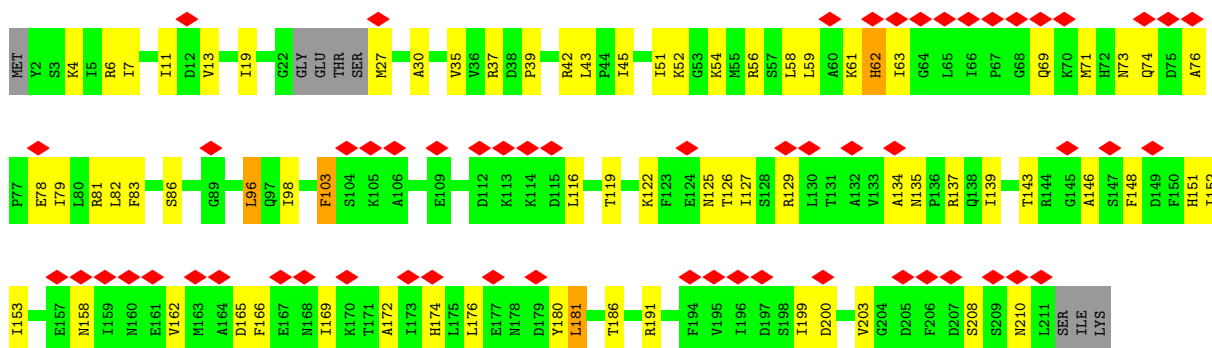 MET Y2 S3 K4 I5 R6 I7 I11 D12 V13 I19 G22 GLY GLU THR SER M27 A30 V35 V36 R37 D38 P39 R42 L43 P44 I45 I51 K52 G53 K54 M55 R56 S57 L58 L59 A60 K61 H62 I63 G64 L65 I66 P67 G68 Q69 K70 M71 H72 N73 Q74 D75 A76
P77 E78 I79 L80 R81 L82 F83 S86 G89 L96 Q97 I98 F103 S104 K105 A106 E109 D112 K113 K114 D115 L116 T119 K122 F123 E124 N125 T126 I127 S128 R129 L130 T131 A132 V133 A134 N135 P136 R137 Q138 I139 T143 R144 G145 A146 S147 F148 D149 F150 H151 I152
I153 E157 N158 I159 N160 E161 V162 M163 A164 D165 F166 E167 N168 I169 K170 T171 A172 I173 H174 L175 L176 E177 N178 D179 Y180 L181 T186 R191 F194 V195 I196 D197 S198 I199 D200 V203 G204 D205 F206 D207 S208 S209 N210 L211 SER ILE LYS